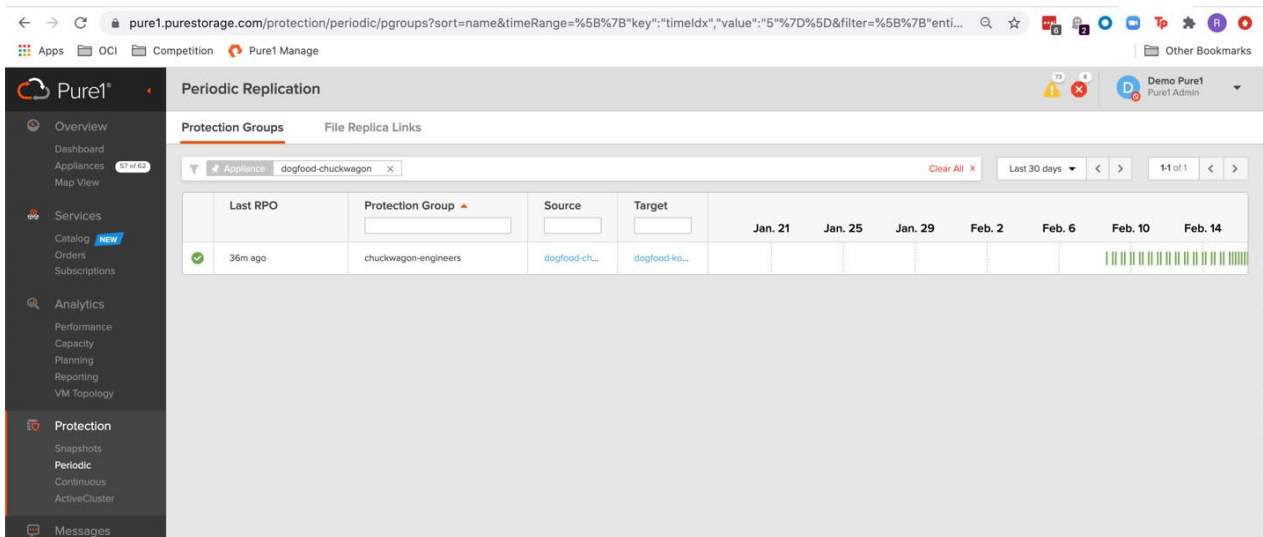 pure1.purestorage.com/protection/periodic/pgroups?sort=name&timeRange=%5B%7B"key":"timeIdx","value":"5"%7D%5D&filter=%5B%7B"enti...
6
2
Tp
R
Apps
OCI
Competition
Pure1 Manage
Other Bookmarks
Pure1®
Periodic Replication
73
8
D
Demo Pure1
Pure1 Admin
Overview
Dashboard
Appliances 57 of 62
Map View
Services
Catalog NEW
Orders
Subscriptions
Analytics
Performance
Capacity
Planning
Reporting
VM Topology
Protection
Snapshots
Periodic
Continuous
ActiveCluster
Messages
Protection Groups
File Replica Links
Appliance dogfood-chuckwagon ×
Clear All ×
Last 30 days
1-1 of 1
Last RPO
Protection Group
Source
Target
Jan. 21
Jan. 25
Jan. 29
Feb. 2
Feb. 6
Feb. 10
Feb. 14
36m ago
chuckwagon-engineers
dogfood-ch...
dogfood-ko...